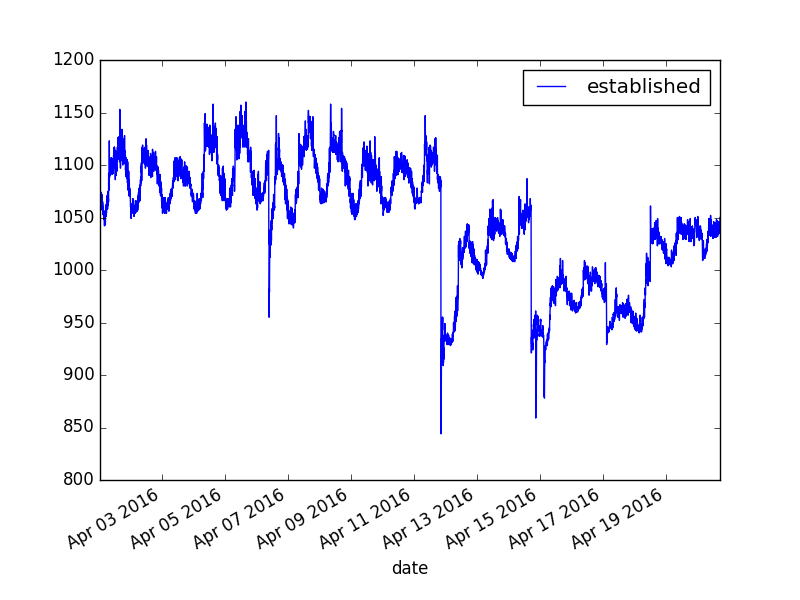 1200
established
1150
1100
1050
1000
950
900
850
800
Apr 03 2016
Apr 05 2016
Apr 07 2016
Apr 09 2016
Apr 11 2016
Apr 13 2016
Apr 15 2016
Apr 17 2016
Apr 19 2016
date